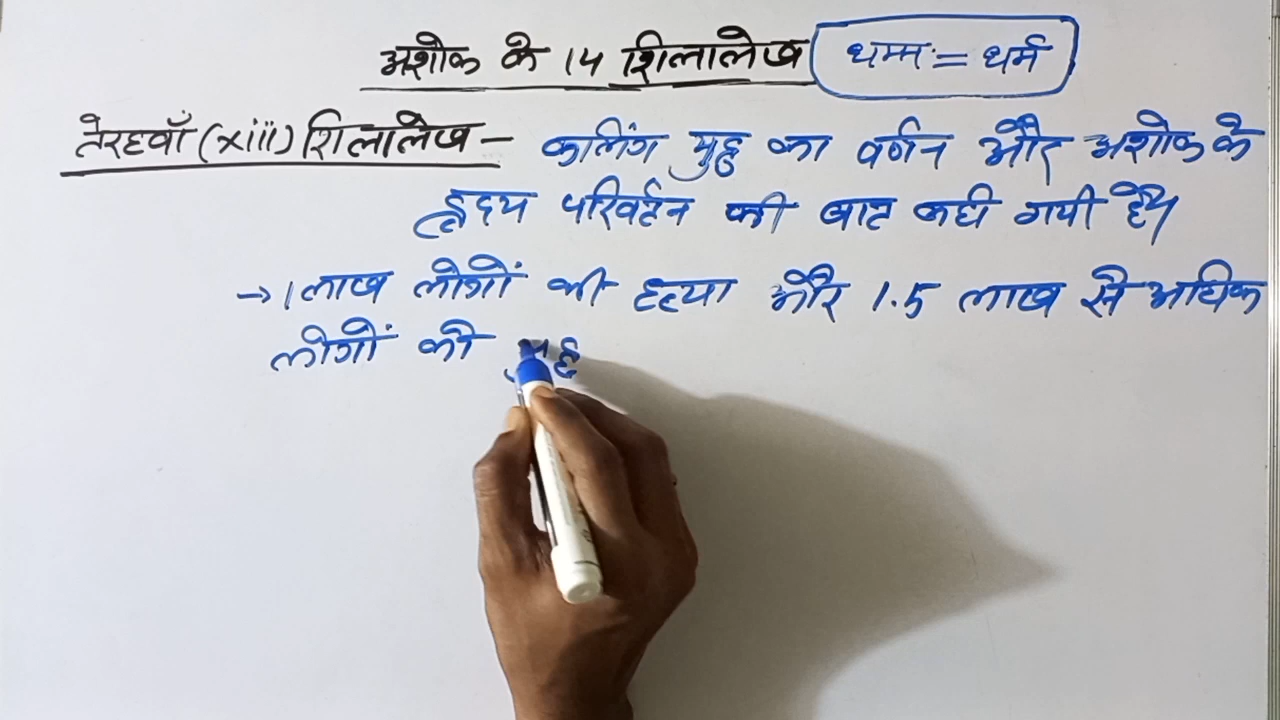 अशोक के 14 शिलालेख धम्म = धर्म
तेरहवाँ (xiii) शिलालेख - कलिंग युद्ध का वर्णन और अशोक के
हृदय परिवर्तन की बात कही गयी है।
→ 1 लाख लोगों की हत्या और 1.5 लाख से अधिक
लोगों को युद्ध